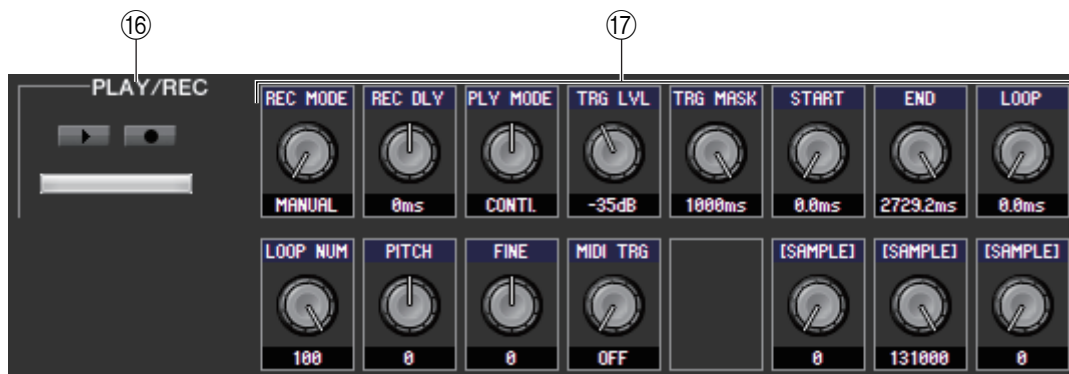 ⑯ ⑰
PLAY/REC
REC MODE REC DLY PLY MODE TRG LVL TRG MASK START END LOOP
MANUAL 0ms CONTI. -35dB 1000ms 0.0ms 2729.2ms 0.0ms
LOOP NUM PITCH FINE MIDI TRG [SAMPLE] [SAMPLE] [SAMPLE]
100 0 0 OFF 0 131000 0